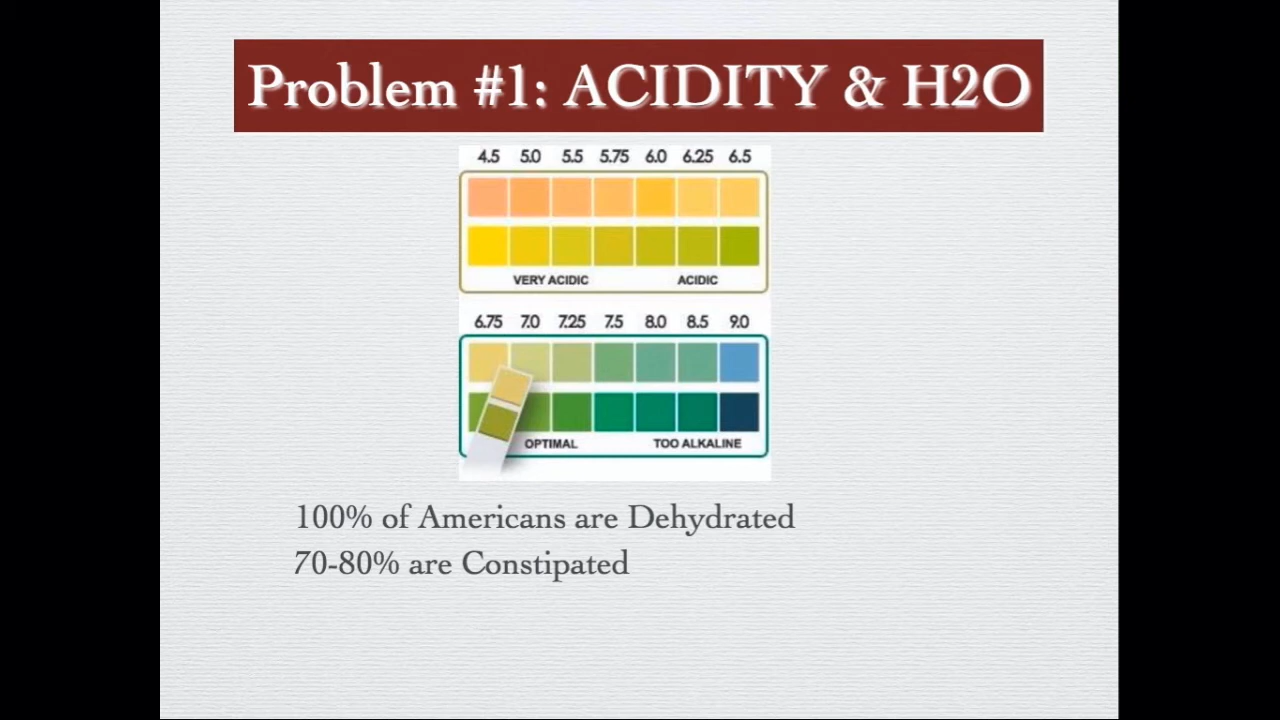 Problem #1: ACIDITY & H2O
4.5 5.0 5.5 5.75 6.0 6.25 6.5
VERY ACIDIC ACIDIC
6.75 7.0 7.25 7.5 8.0 8.5 9.0
OPTIMAL TOO ALKALINE
100% of Americans are Dehydrated
70-80% are Constipated